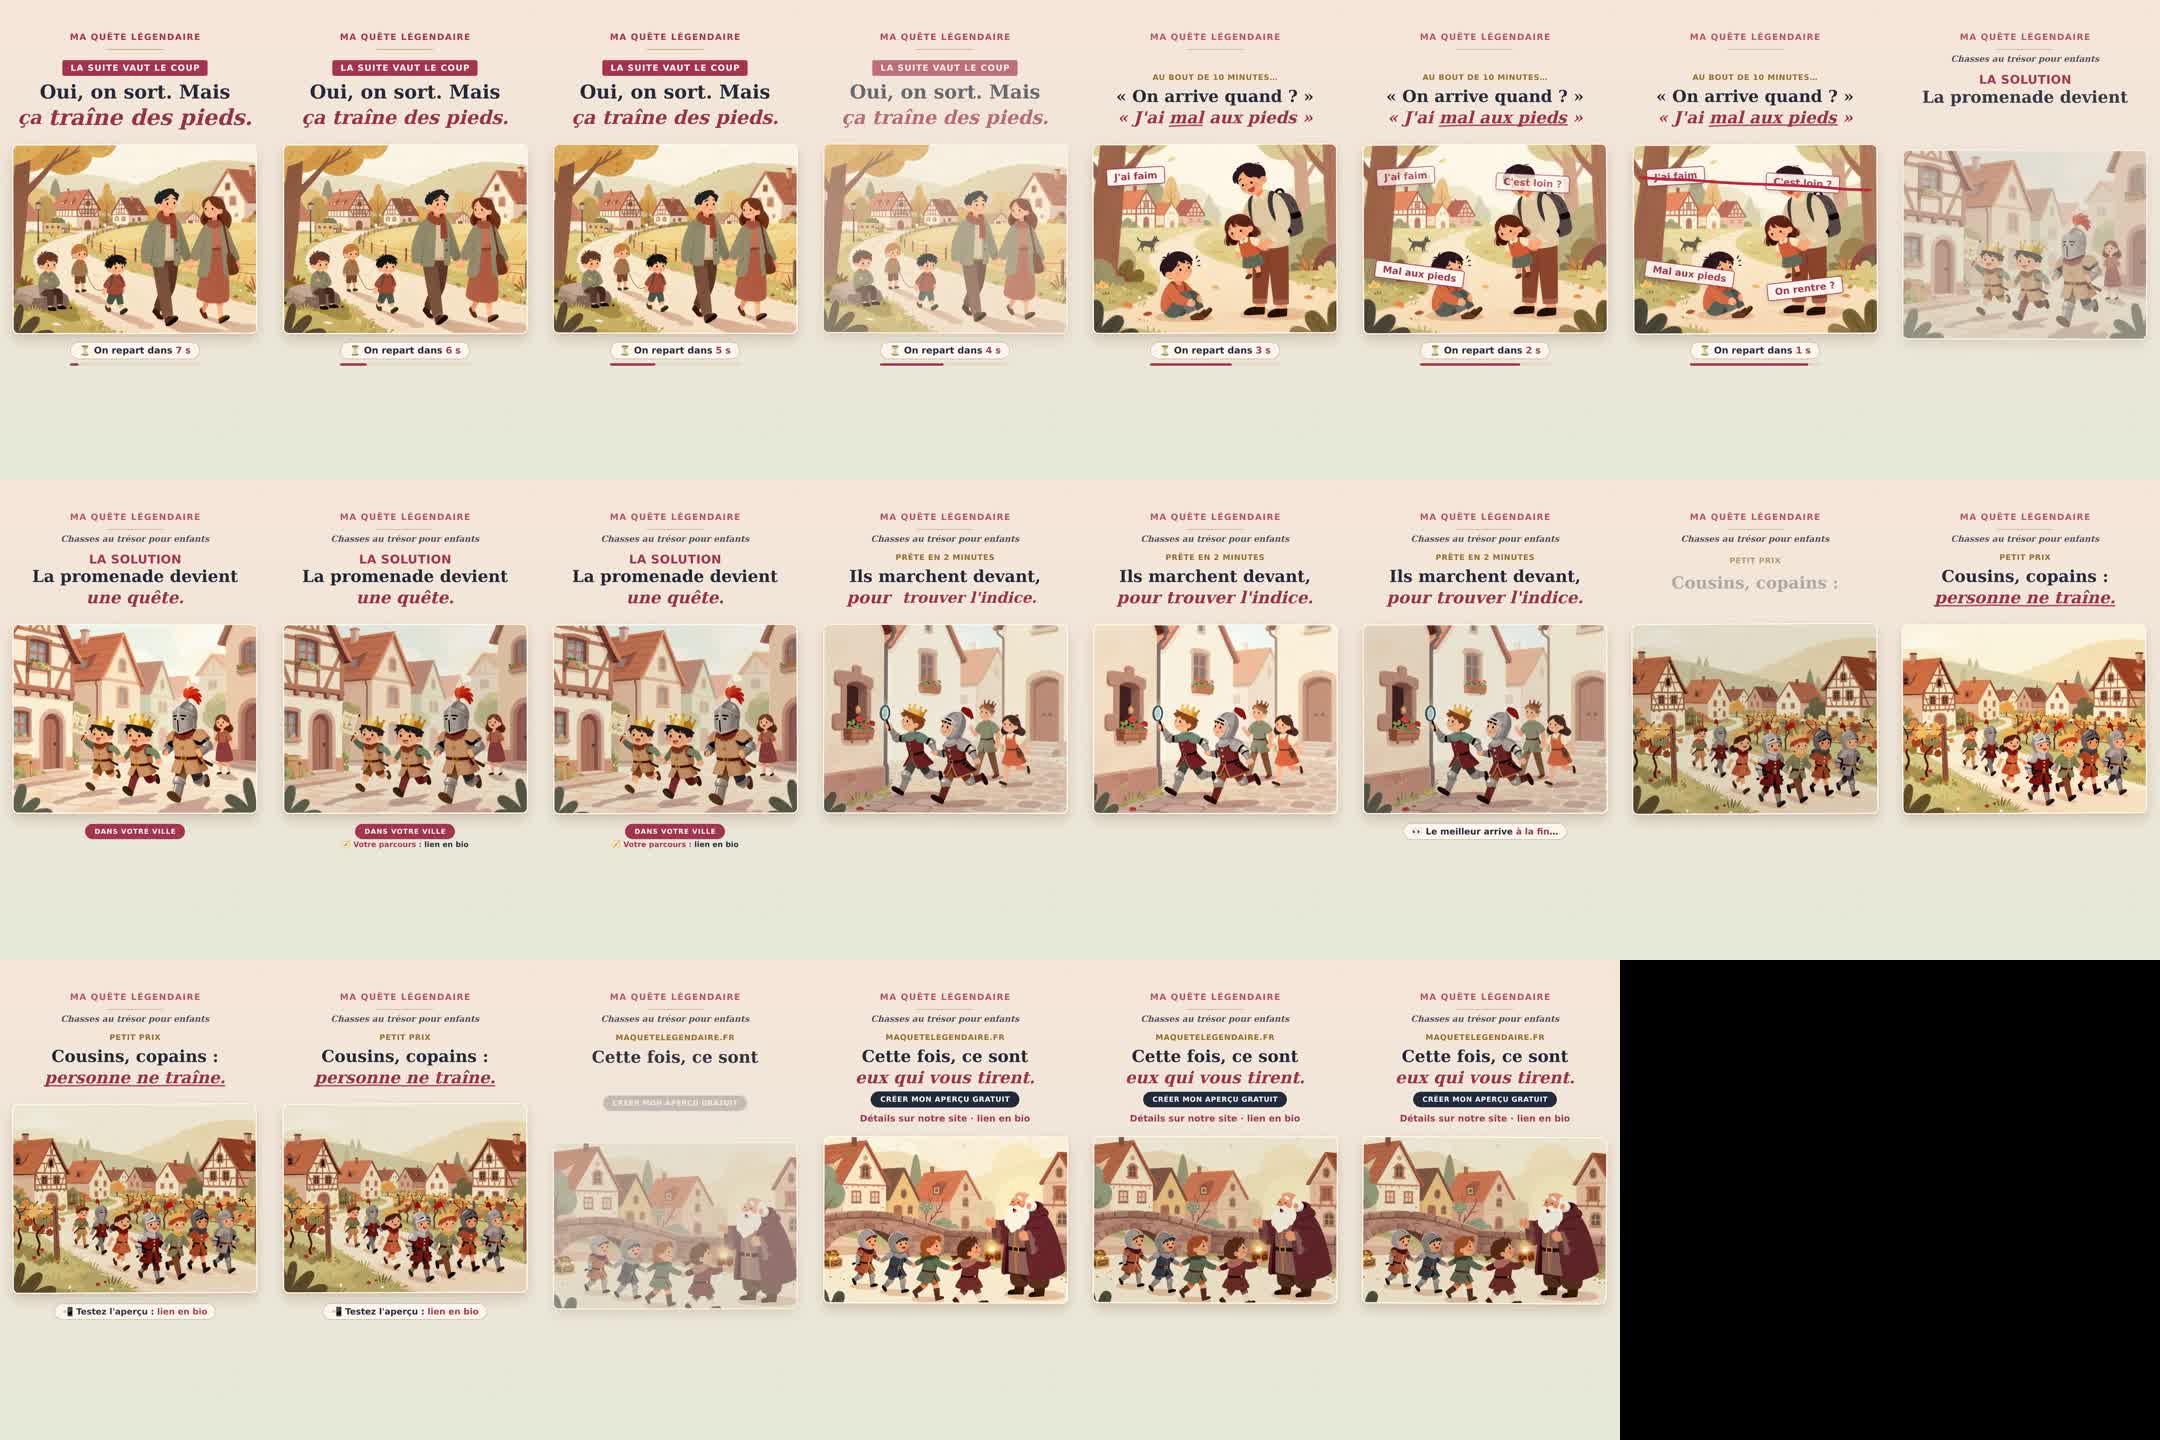 MA QUÊTE LÉGENDAIRE
LA SUITE VAUT LE COUP
Oui, on sort. Mais
ça traîne des pieds.
⏳ On repart dans 7 s
MA QUÊTE LÉGENDAIRE
LA SUITE VAUT LE COUP
Oui, on sort. Mais
ça traîne des pieds.
⏳ On repart dans 6 s
MA QUÊTE LÉGENDAIRE
LA SUITE VAUT LE COUP
Oui, on sort. Mais
ça traîne des pieds.
⏳ On repart dans 5 s
MA QUÊTE LÉGENDAIRE
LA SUITE VAUT LE COUP
Oui, on sort. Mais
ça traîne des pieds.
⏳ On repart dans 4 s
MA QUÊTE LÉGENDAIRE
AU BOUT DE 10 MINUTES…
« On arrive quand ? »
« J'ai mal aux pieds »
J'ai faim
⏳ On repart dans 3 s
MA QUÊTE LÉGENDAIRE
AU BOUT DE 10 MINUTES…
« On arrive quand ? »
« J'ai mal aux pieds »
J'ai faim
C'est loin ?
Mal aux pieds
⏳ On repart dans 2 s
MA QUÊTE LÉGENDAIRE
AU BOUT DE 10 MINUTES…
« On arrive quand ? »
« J'ai mal aux pieds »
J'ai faim
C'est loin ?
Mal aux pieds
On rentre ?
⏳ On repart dans 1 s
MA QUÊTE LÉGENDAIRE
Chasses au trésor pour enfants
LA SOLUTION
La promenade devient
MA QUÊTE LÉGENDAIRE
Chasses au trésor pour enfants
LA SOLUTION
La promenade devient
une quête.
DANS VOTRE VILLE
MA QUÊTE LÉGENDAIRE
Chasses au trésor pour enfants
LA SOLUTION
La promenade devient
une quête.
DANS VOTRE VILLE
🧭 Votre parcours : lien en bio
MA QUÊTE LÉGENDAIRE
Chasses au trésor pour enfants
LA SOLUTION
La promenade devient
une quête.
DANS VOTRE VILLE
🧭 Votre parcours : lien en bio
MA QUÊTE LÉGENDAIRE
Chasses au trésor pour enfants
PRÊTE EN 2 MINUTES
Ils marchent devant,
pour trouver l'indice.
MA QUÊTE LÉGENDAIRE
Chasses au trésor pour enfants
PRÊTE EN 2 MINUTES
Ils marchent devant,
pour trouver l'indice.
MA QUÊTE LÉGENDAIRE
Chasses au trésor pour enfants
PRÊTE EN 2 MINUTES
Ils marchent devant,
pour trouver l'indice.
👀 Le meilleur arrive à la fin…
MA QUÊTE LÉGENDAIRE
Chasses au trésor pour enfants
PETIT PRIX
Cousins, copains :
MA QUÊTE LÉGENDAIRE
Chasses au trésor pour enfants
PETIT PRIX
Cousins, copains :
personne ne traîne.
MA QUÊTE LÉGENDAIRE
Chasses au trésor pour enfants
PETIT PRIX
Cousins, copains :
personne ne traîne.
📲 Testez l'aperçu : lien en bio
MA QUÊTE LÉGENDAIRE
Chasses au trésor pour enfants
PETIT PRIX
Cousins, copains :
personne ne traîne.
📲 Testez l'aperçu : lien en bio
MA QUÊTE LÉGENDAIRE
Chasses au trésor pour enfants
MAQUETELEGENDAIRE.FR
Cette fois, ce sont
CRÉER MON APERÇU GRATUIT
MA QUÊTE LÉGENDAIRE
Chasses au trésor pour enfants
MAQUETELEGENDAIRE.FR
Cette fois, ce sont
eux qui vous tirent.
CRÉER MON APERÇU GRATUIT
Détails sur notre site · lien en bio
MA QUÊTE LÉGENDAIRE
Chasses au trésor pour enfants
MAQUETELEGENDAIRE.FR
Cette fois, ce sont
eux qui vous tirent.
CRÉER MON APERÇU GRATUIT
Détails sur notre site · lien en bio
MA QUÊTE LÉGENDAIRE
Chasses au trésor pour enfants
MAQUETELEGENDAIRE.FR
Cette fois, ce sont
eux qui vous tirent.
CRÉER MON APERÇU GRATUIT
Détails sur notre site · lien en bio